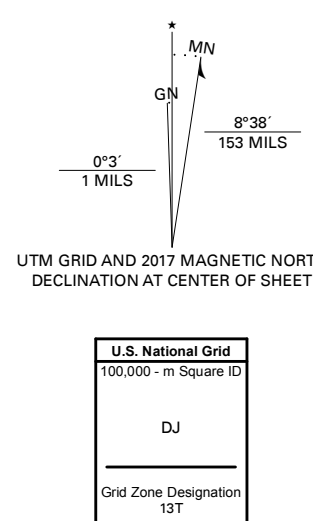 ★
MN
GN
8°38´
153 MILS
0°3´
1 MILS
UTM GRID AND 2017 MAGNETIC NORT
DECLINATION AT CENTER OF SHEET
U.S. National Grid
100,000 - m Square ID
DJ
Grid Zone Designation
13T